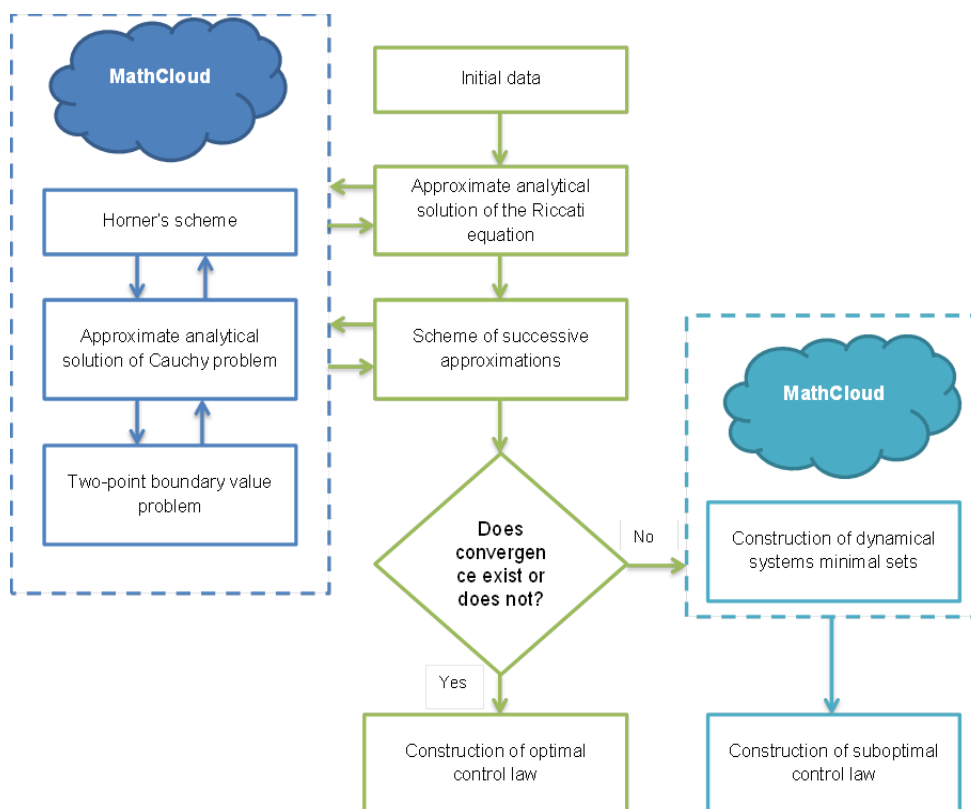 MathCloud
Horner's scheme
Approximate analytical
solution of Cauchy problem
Two-point boundary value
problem
Initial data
Approximate analytical
solution of the Riccati
equation
Scheme of successive
approximations
Does
convergen
ce exist or
does not?
No
Yes
Construction of optimal
control law
MathCloud
Construction of dynamical
systems minimal sets
Construction of suboptimal
control law